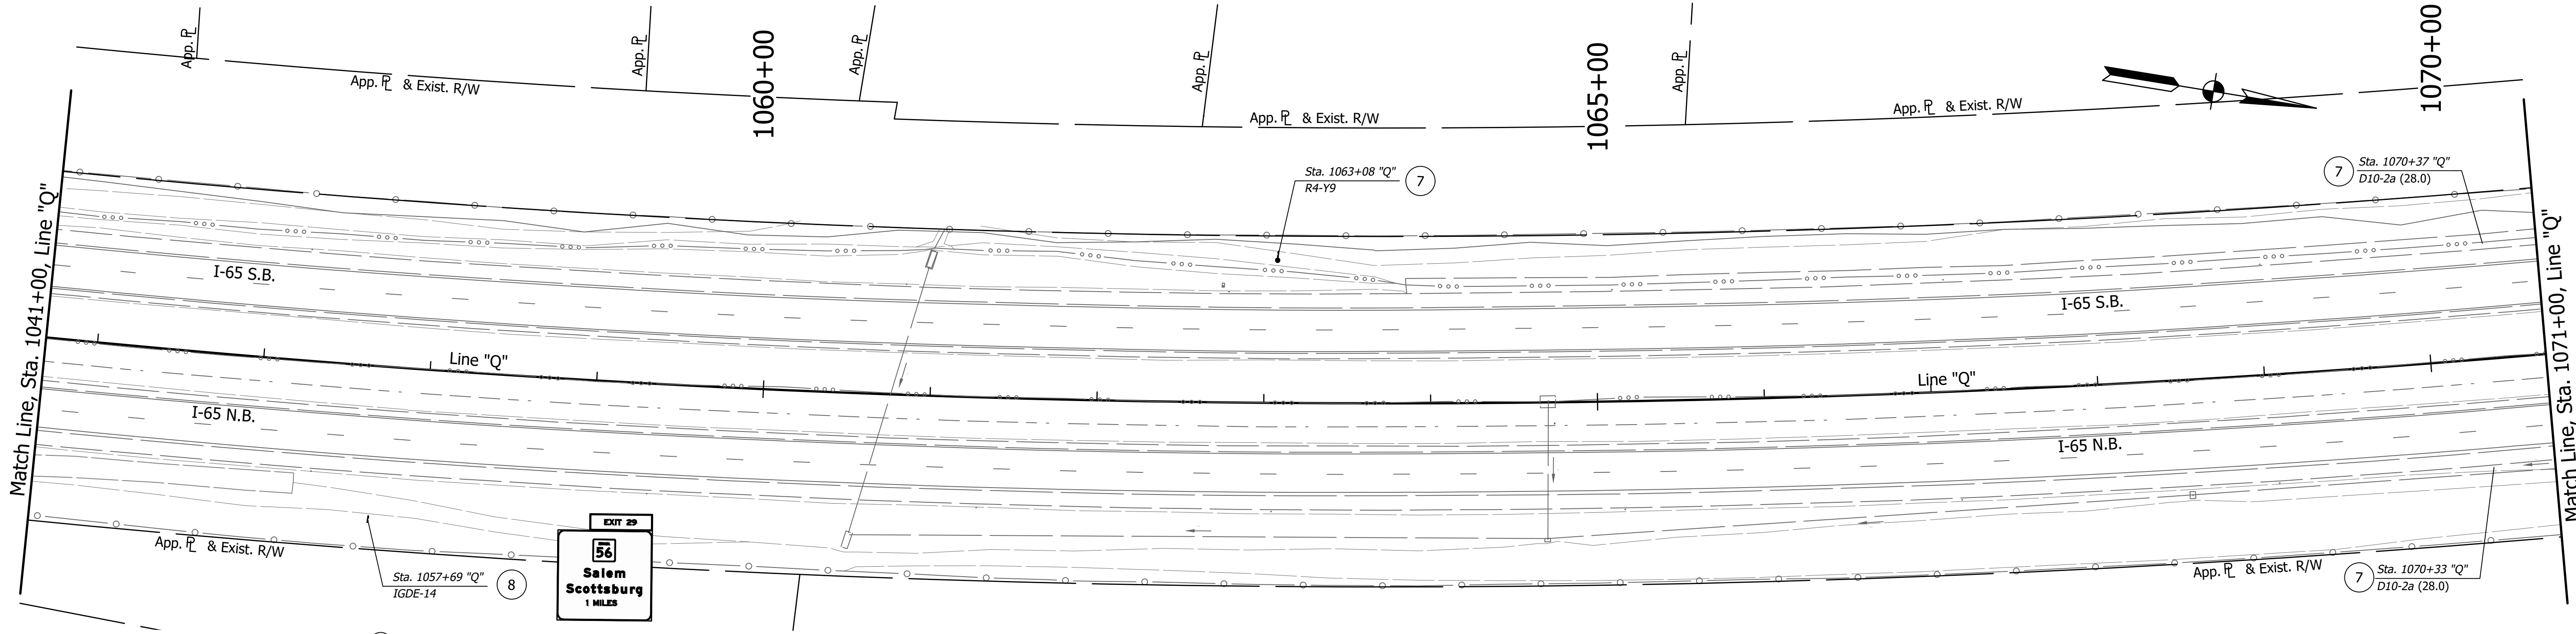 App. PL
App. PL
1060+00
App. PL
App. PL
1065+00
App. PL
1070+00
App. PL & Exist. R/W
App. PL & Exist. R/W
App. PL & Exist. R/W
Match Line, Sta. 1041+00, Line "Q"
Sta. 1063+08 "Q"
R4-Y9
7
7
Sta. 1070+37 "Q"
D10-2a (28.0)
I-65 S.B.
I-65 S.B.
Line "Q"
Line "Q"
I-65 N.B.
I-65 N.B.
Match Line, Sta. 1071+00, Line "Q"
App. PL & Exist. R/W
Sta. 1057+69 "Q"
IGDE-14
8
EXIT 29
56
Salem
Scottsburg
1 MILES
App. PL & Exist. R/W
7
Sta. 1070+33 "Q"
D10-2a (28.0)